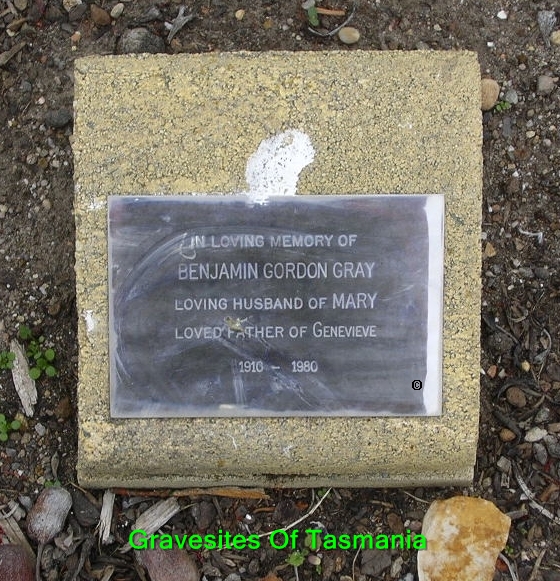 IN LOVING MEMORY OF
BENJAMIN GORDON GRAY
LOVING HUSBAND OF MARY
LOVED FATHER OF GENEVIEVE
1910 - 1980
©
Gravesites Of Tasmania